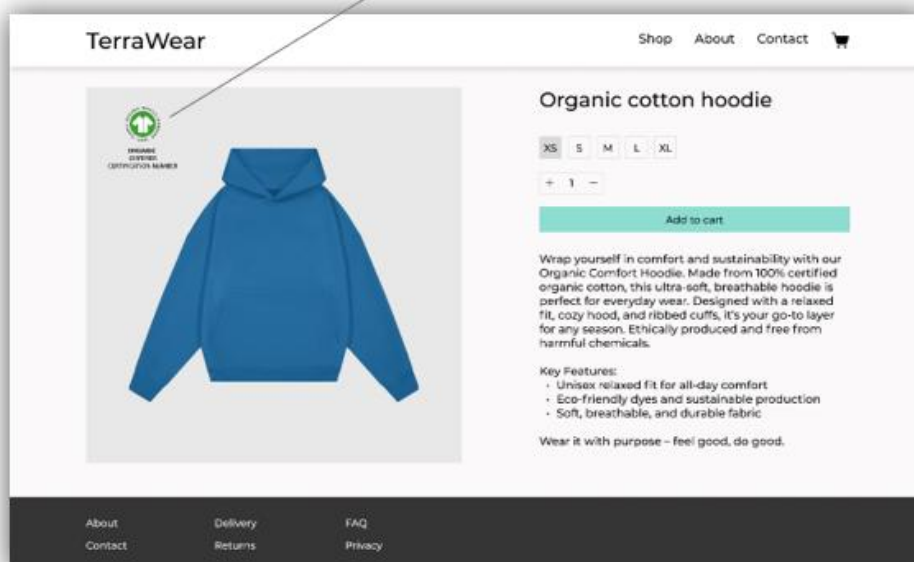 TerraWear
Shop About Contact
ORGANIC
CERTIFICATION NUMBER
Organic cotton hoodie
XS S M L XL
+ 1 −
Add to cart
Wrap yourself in comfort and sustainability with our
Organic Comfort Hoodie. Made from 100% certified
organic cotton, this ultra-soft, breathable hoodie is
perfect for everyday wear. Designed with a relaxed
fit, cozy hood, and ribbed cuffs, it's your go-to layer
for any season. Ethically produced and free from
harmful chemicals.
Key Features:
• Unisex relaxed fit for all-day comfort
• Eco-friendly dyes and sustainable production
• Soft, breathable, and durable fabric
Wear it with purpose – feel good, do good.
About Delivery FAQ
Contact Returns Privacy